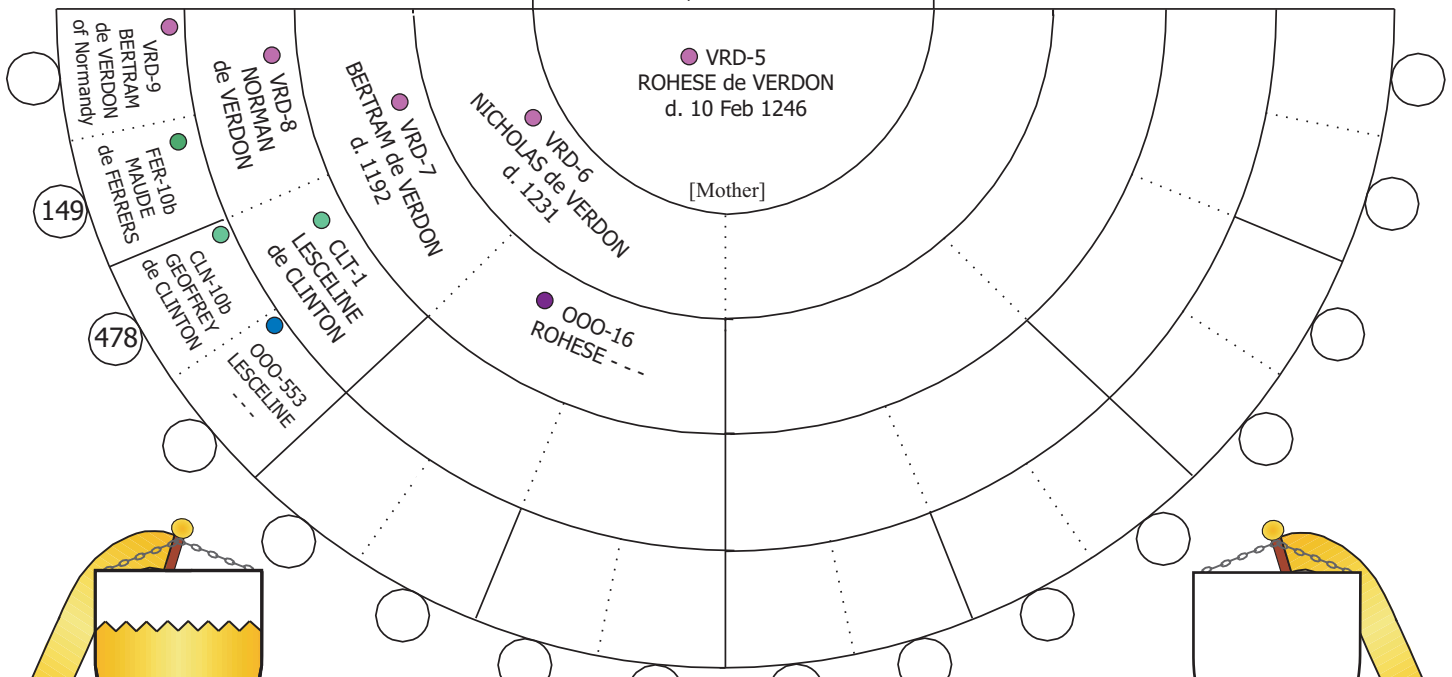 VRD-5
ROHESE de VERDON
d. 10 Feb 1246
[Mother]
VRD-6
NICHOLAS de VERDON
d. 1231
OOO-16
ROHESE - - -
VRD-7
BERTRAM de VERDON
d. 1192
VRD-8
NORMAN
de VERDON
CLT-1
LESCELINE
de CLINTON
VRD-9
BERTRAM
de VERDON
of Normandy
FER-10b
MAUDE
de FERRERS
CLN-10b
GEOFFREY
de CLINTON
OOO-553
LESCELINE
- - -
149
478